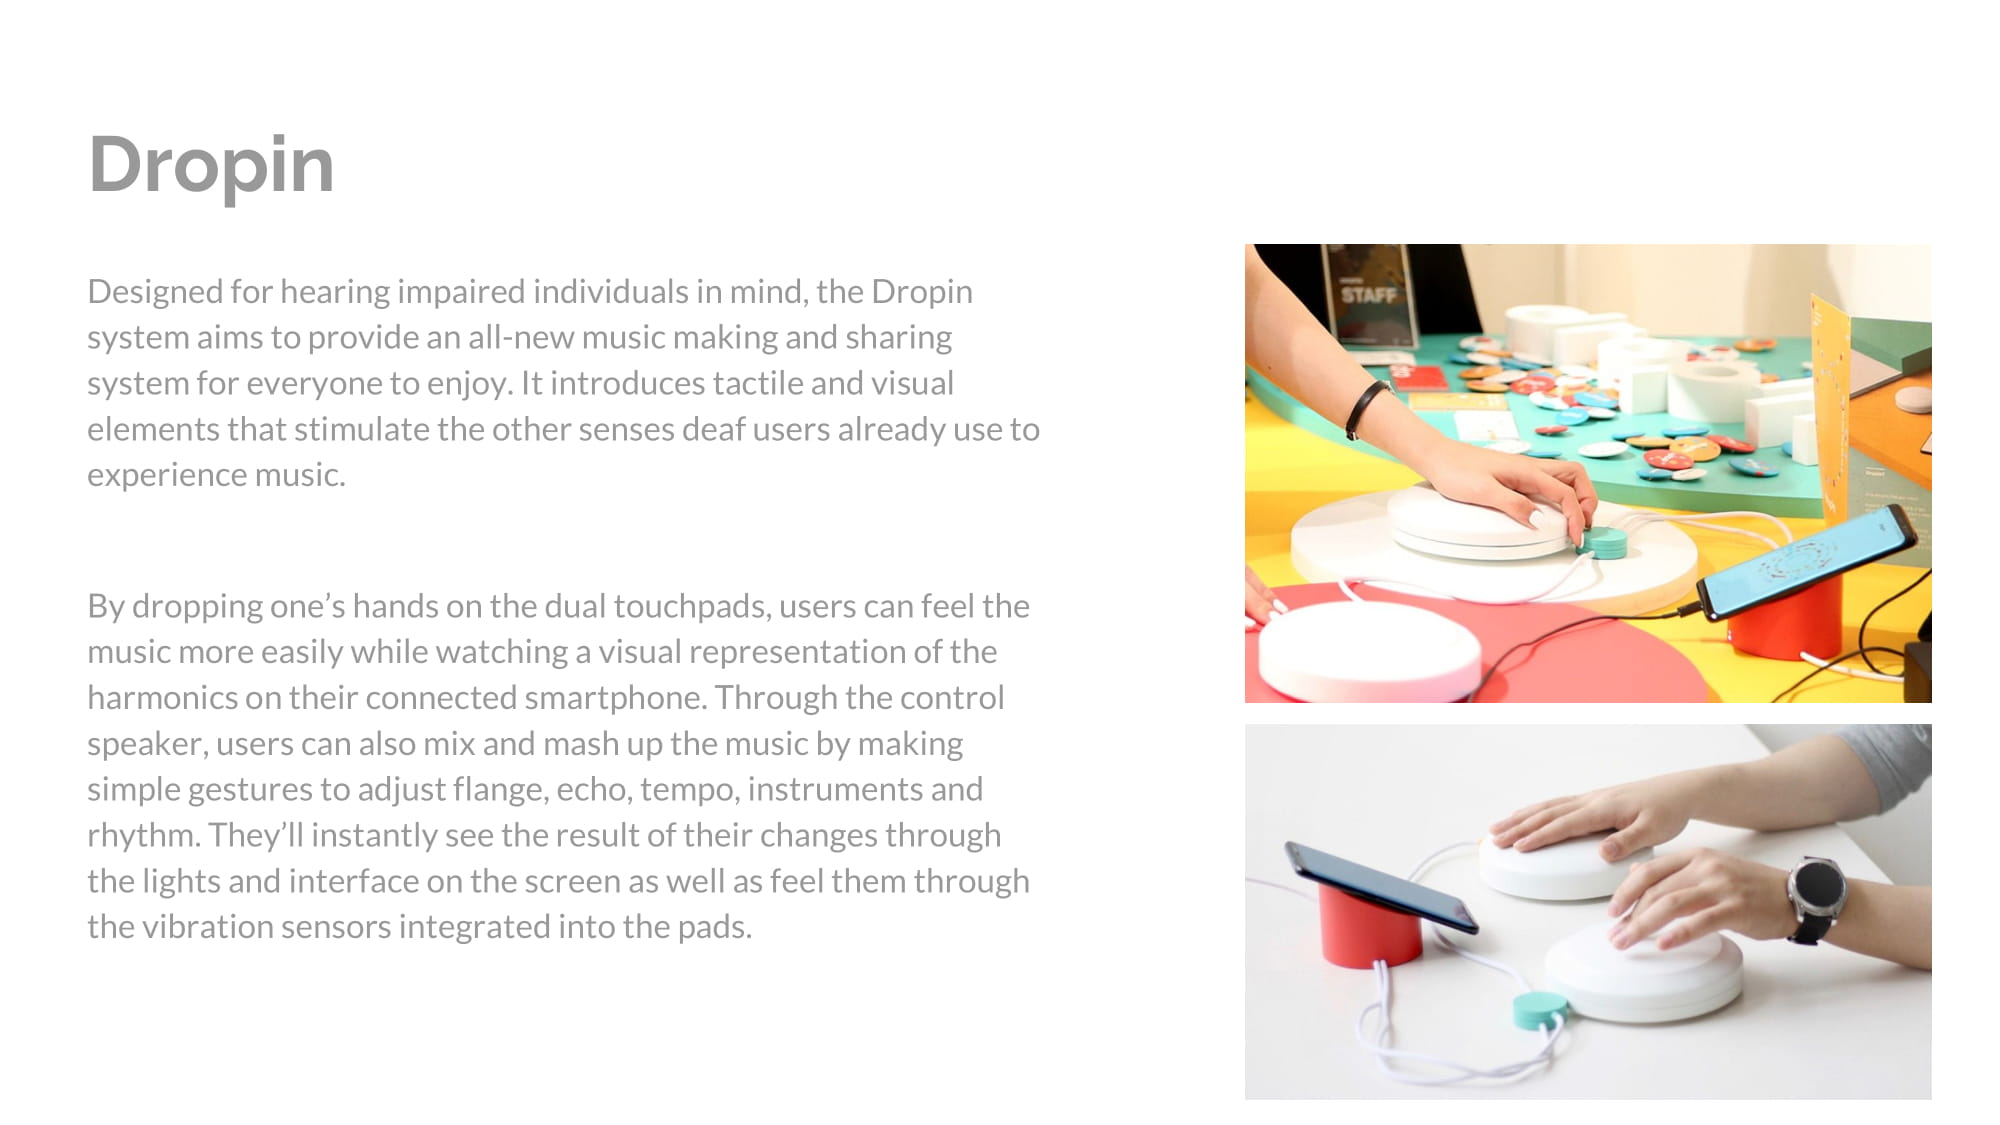 Dropin
Designed for hearing impaired individuals in mind, the Dropin
system aims to provide an all-new music making and sharing
system for everyone to enjoy. It introduces tactile and visual
elements that stimulate the other senses deaf users already use to
experience music.
By dropping one’s hands on the dual touchpads, users can feel the
music more easily while watching a visual representation of the
harmonics on their connected smartphone. Through the control
speaker, users can also mix and mash up the music by making
simple gestures to adjust flange, echo, tempo, instruments and
rhythm. They’ll instantly see the result of their changes through
the lights and interface on the screen as well as feel them through
the vibration sensors integrated into the pads.
STAFF